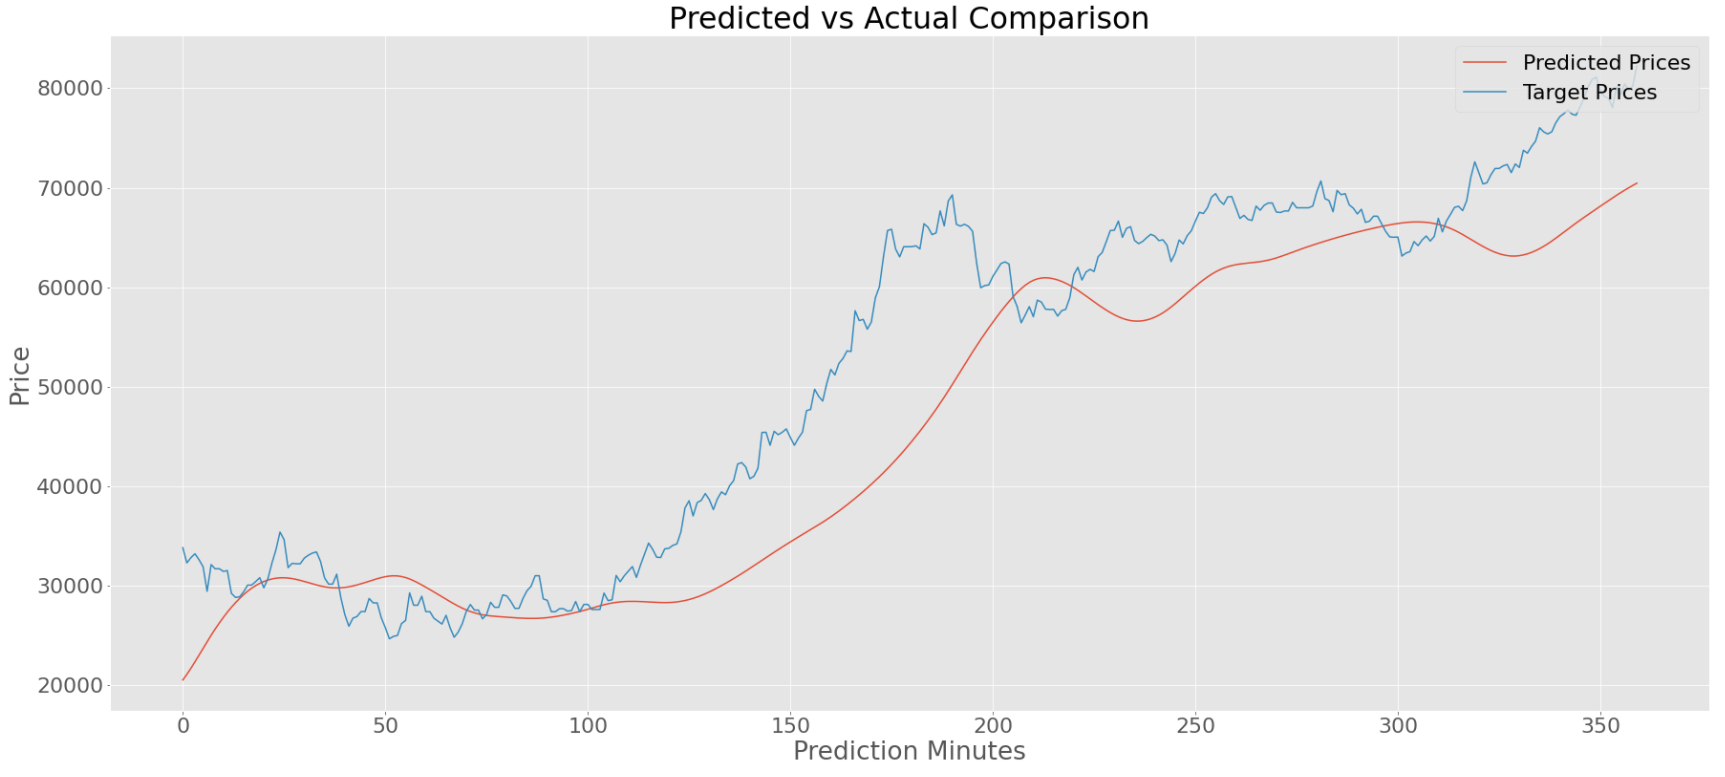 Predicted vs Actual Comparison
Predicted Prices
Target Prices
80000
70000
60000
50000
40000
30000
20000
Price
0 50 100 150 200 250 300 350
Prediction Minutes